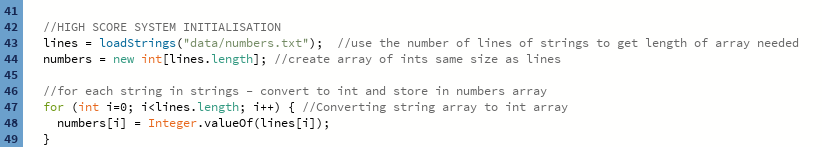 41
42 //HIGH SCORE SYSTEM INITIALISATION
43 lines = loadStrings("data/numbers.txt");  //use the number of lines of strings to get length of array needed
44 numbers = new int[lines.length]; //create array of ints same size as lines
45
46 //for each string in strings – convert to int and store in numbers array
47 for (int i=0; i<lines.length; i++) { //Converting string array to int array
48   numbers[i] = Integer.valueOf(lines[i]);
49 }